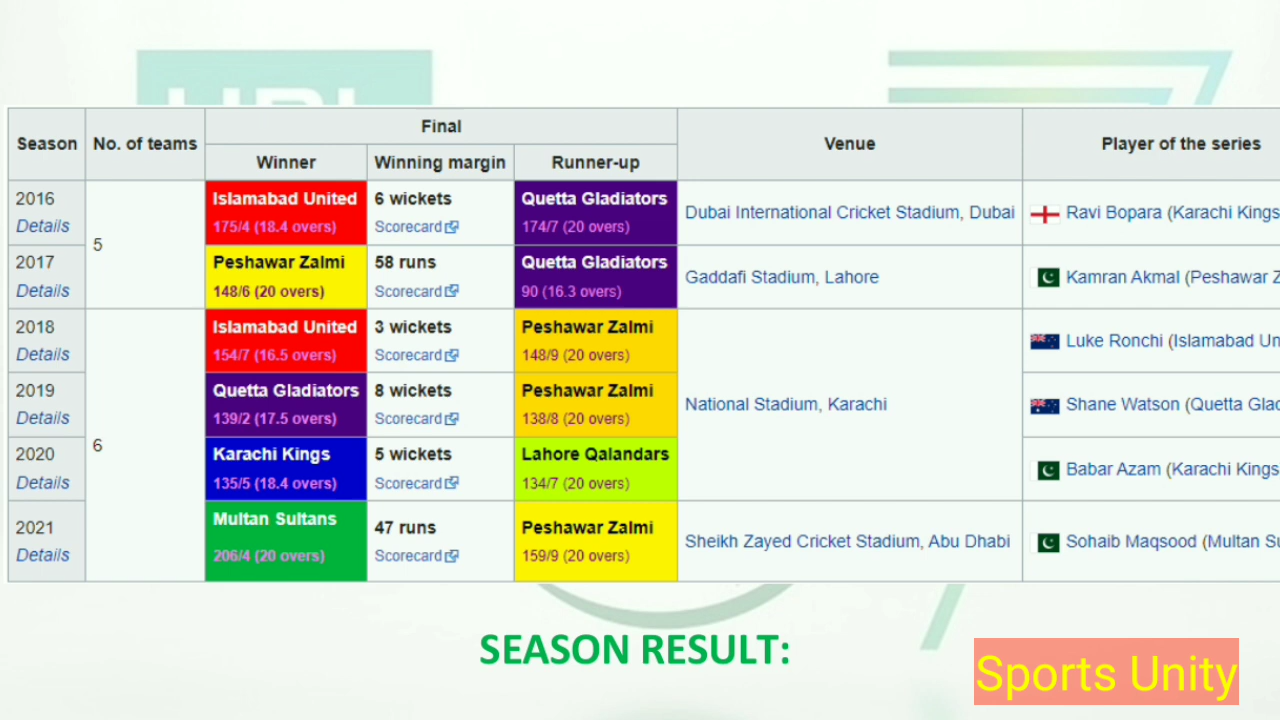 HBL
Season No. of teams Final Venue Player of the series
Winner Winning margin Runner-up
2016 Details 5 Islamabad United 175/4 (18.4 overs) 6 wickets Scorecard Quetta Gladiators 174/7 (20 overs) Dubai International Cricket Stadium, Dubai Ravi Bopara (Karachi Kings
2017 Details Peshawar Zalmi 148/6 (20 overs) 58 runs Scorecard Quetta Gladiators 90 (16.3 overs) Gaddafi Stadium, Lahore Kamran Akmal (Peshawar Z
2018 Details 6 Islamabad United 154/7 (16.5 overs) 3 wickets Scorecard Peshawar Zalmi 148/9 (20 overs) National Stadium, Karachi Luke Ronchi (Islamabad Un
2019 Details Quetta Gladiators 139/2 (17.5 overs) 8 wickets Scorecard Peshawar Zalmi 138/8 (20 overs) Shane Watson (Quetta Glad
2020 Details Karachi Kings 135/5 (18.4 overs) 5 wickets Scorecard Lahore Qalandars 134/7 (20 overs) Babar Azam (Karachi Kings
2021 Details Multan Sultans 206/4 (20 overs) 47 runs Scorecard Peshawar Zalmi 159/9 (20 overs) Sheikh Zayed Cricket Stadium, Abu Dhabi Sohaib Maqsood (Multan Su
SEASON RESULT:
Sports Unity